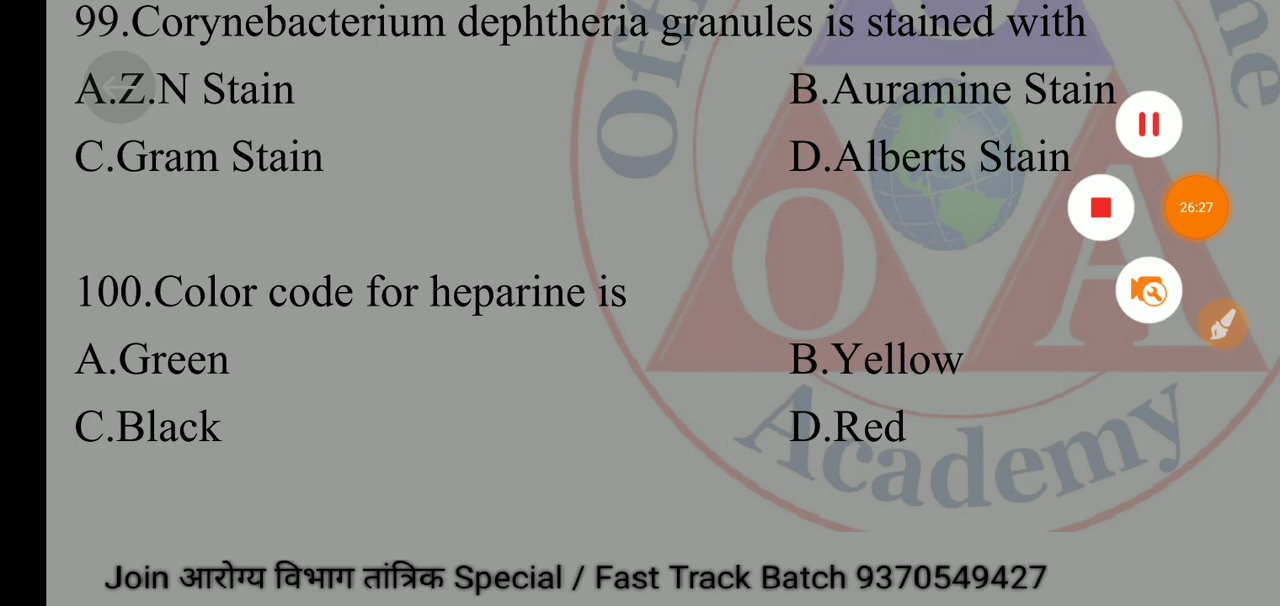 99.Corynebacterium dephtheria granules is stained with
A.Z.N Stain B.Auramine Stain
C.Gram Stain D.Alberts Stain
26:27
100.Color code for heparine is
A.Green B.Yellow
C.Black D.Red
O A
Academy
Join आरोग्य विभाग तांत्रिक Special / Fast Track Batch 9370549427